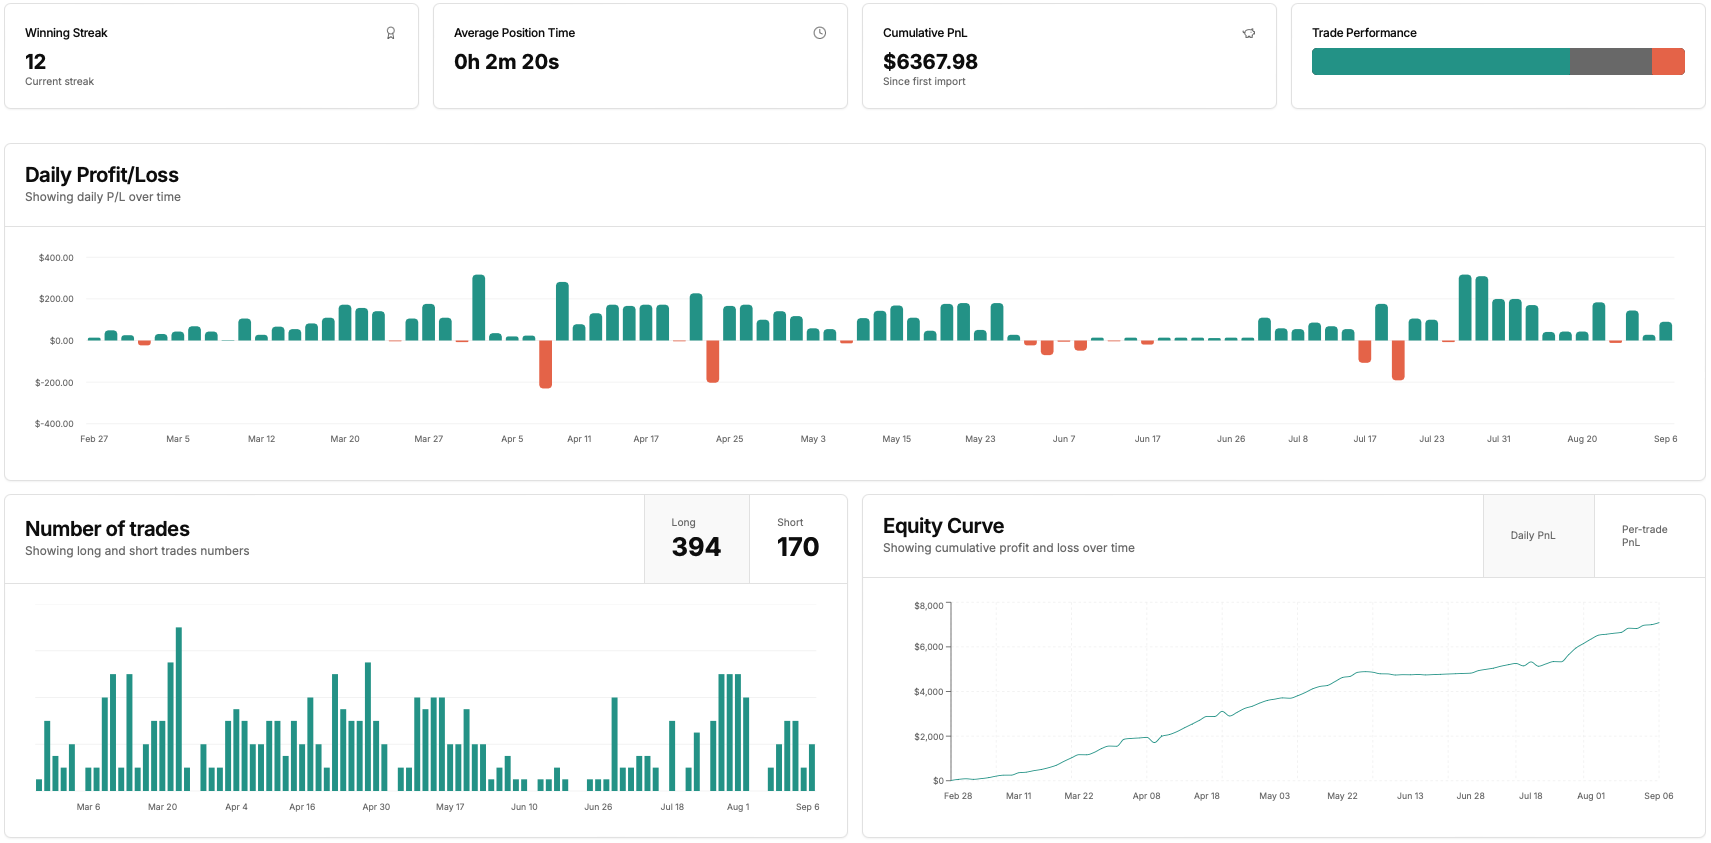 Winning Streak
12
Current streak
Average Position Time
0h 2m 20s
Cumulative PnL
$6367.98
Since first import
Trade Performance
Daily Profit/Loss
Showing daily P/L over time
$400.00
$200.00
$0.00
$-200.00
$-400.00
Feb 27 Mar 5 Mar 12 Mar 20 Mar 27 Apr 5 Apr 11 Apr 17 Apr 25 May 3 May 15 May 23 Jun 7 Jun 17 Jun 26 Jul 8 Jul 17 Jul 23 Jul 31 Aug 20 Sep 6
Number of trades
Showing long and short trades numbers
Long
394
Short
170
Mar 6 Mar 20 Apr 4 Apr 16 Apr 30 May 17 Jun 10 Jun 26 Jul 18 Aug 1 Sep 6
Equity Curve
Showing cumulative profit and loss over time
Daily PnL
Per-trade
PnL
$8,000
$6,000
$4,000
$2,000
$0
Feb 28 Mar 11 Mar 22 Apr 08 Apr 18 May 03 May 22 Jun 13 Jun 28 Jul 18 Aug 01 Sep 06